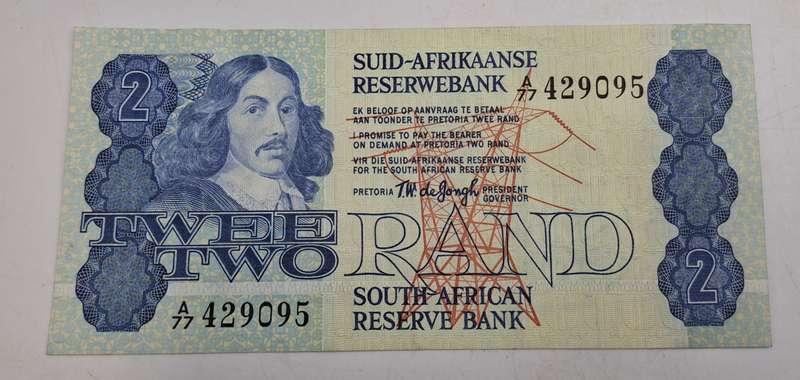 2
SUID-AFRIKAANSE
RESERWEBANK
A/77 429095
EK BELOOF OP AANVRAAG TE BETAAL
AAN TOONDER TE PRETORIA TWEE RAND
I PROMISE TO PAY THE BEARER
ON DEMAND AT PRETORIA TWO RAND
VIR DIE SUID-AFRIKAANSE RESERWEBANK
FOR THE SOUTH AFRICAN RESERVE BANK
PRETORIA T.W. de Jongh PRESIDENT
GOVERNOR
TWEE
TWO RAND
2
SOUTH AFRICAN
RESERVE BANK
A/77 429095